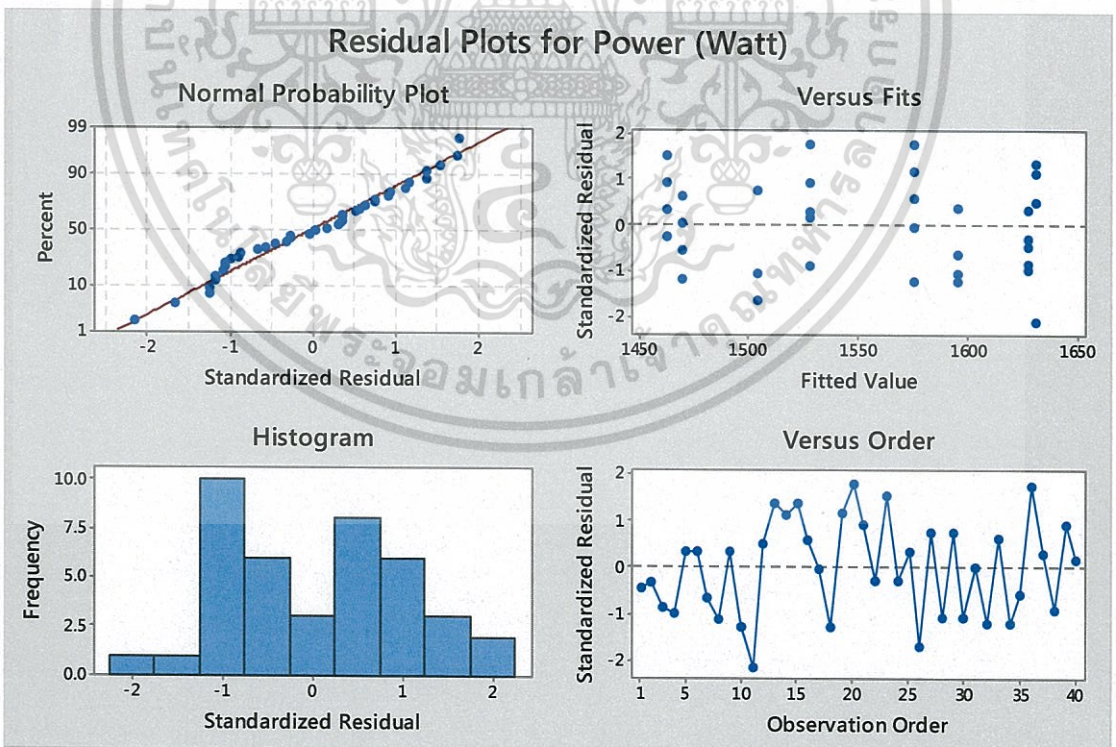 Residual Plots for Power (Watt)
Normal Probability Plot
99
90
50
10
1
Percent
-2 -1 0 1 2
Standardized Residual
Versus Fits
2
1
0
-1
-2
Standardized Residual
1450 1500 1550 1600 1650
Fitted Value
Histogram
10.0
7.5
5.0
2.5
0.0
Frequency
-2 -1 0 1 2
Standardized Residual
Versus Order
2
1
0
-1
-2
Standardized Residual
1 5 10 15 20 25 30 35 40
Observation Order